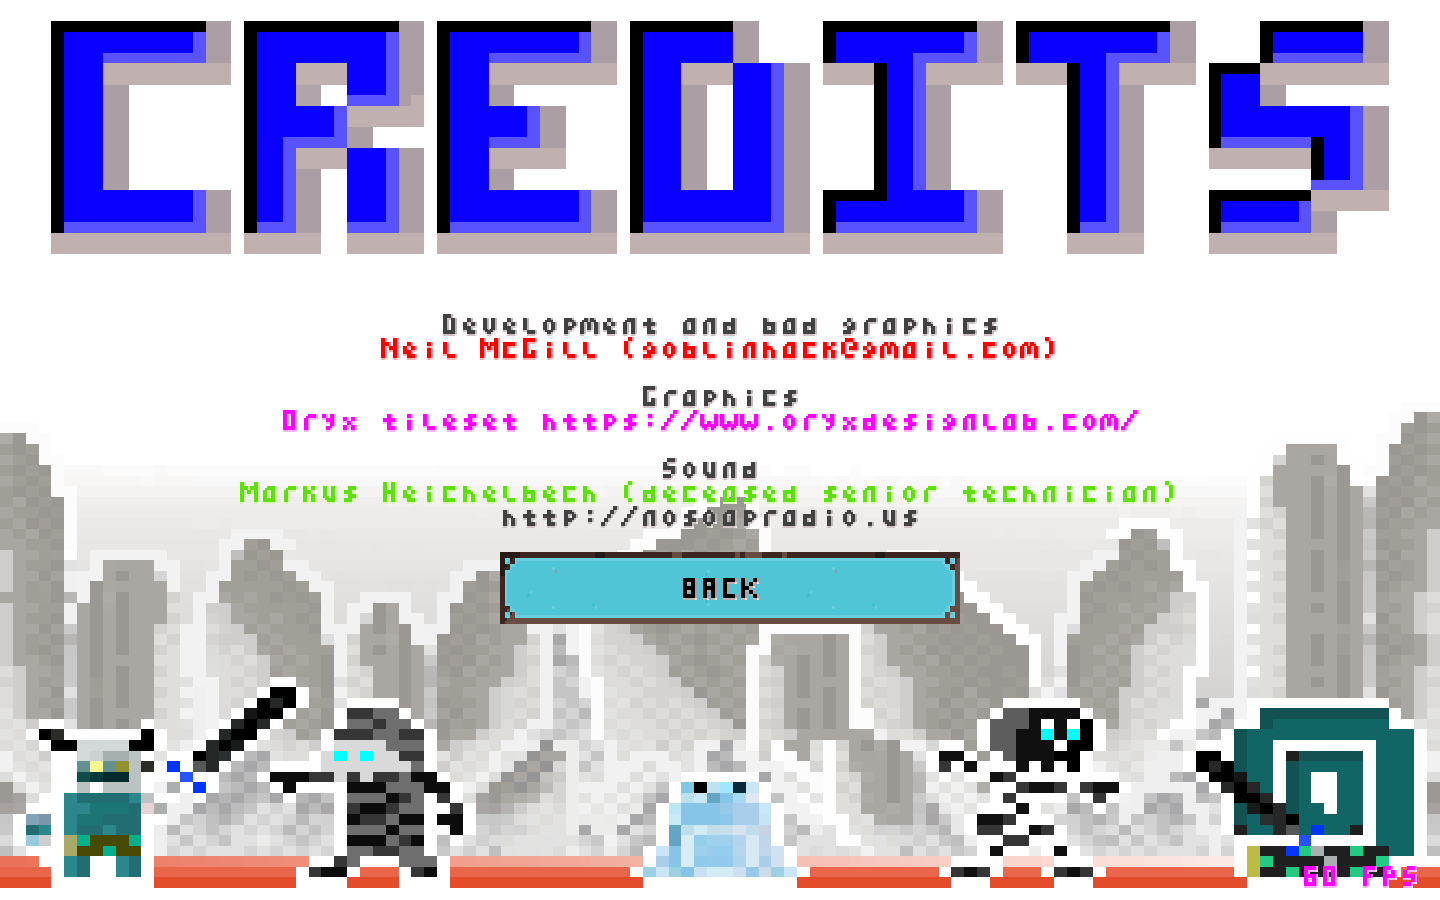 CREDITS
Development and bad graphics
Neil McGill (goblinhack@gmail.com)
Graphics
Oryx tileset https://www.oryxdesignlab.com/
Sound
Markus Heichelbech (deceased senior technician)
http://nosoapradio.us
BACK
60 FPS